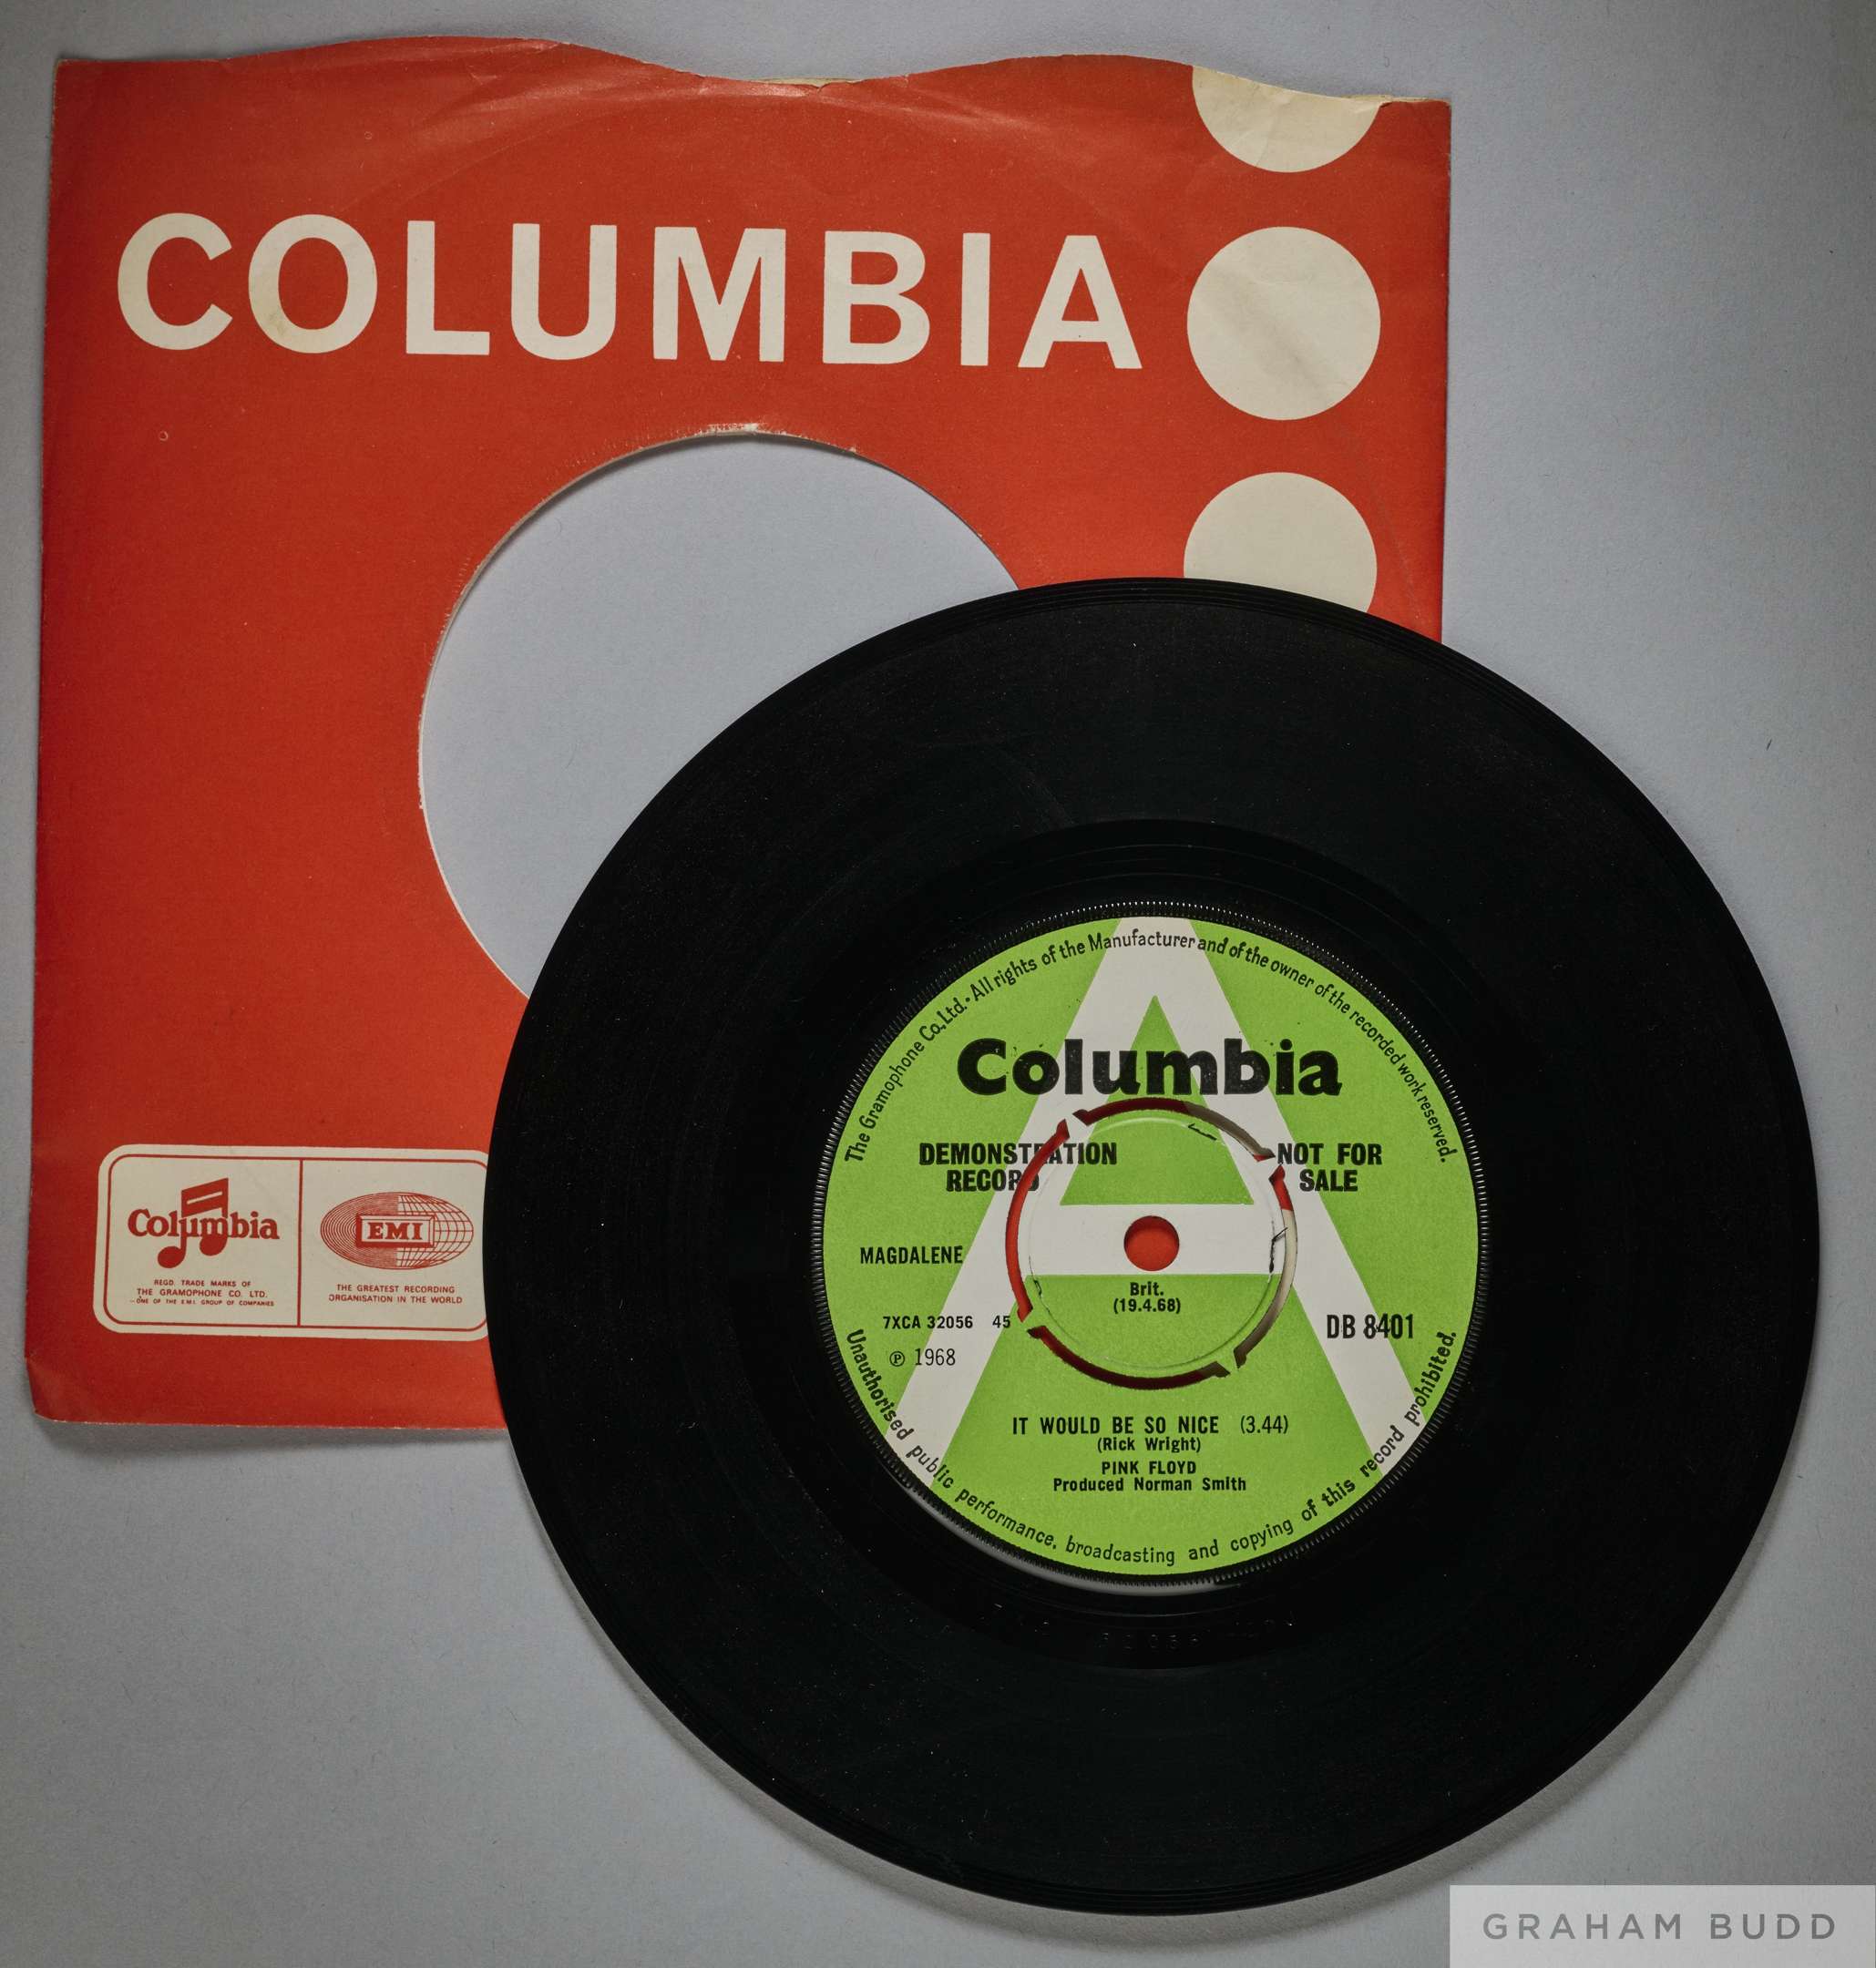 COLUMBIA
Columbia
REGD. TRADE MARKS OF
THE GRAMOPHONE CO. LTD.
—ONE OF THE E.M.I. GROUP OF COMPANIES
EMI
THE GREATEST RECORDING
ORGANISATION IN THE WORLD
The Gramophone Co, Ltd. · All rights of the Manufacturer and of the owner of the recorded work reserved.
Columbia
DEMONSTRATION RECORD
NOT FOR SALE
MAGDALENE
Brit.
(19.4.68)
7XCA 32056 45
℗ 1968
DB 8401
IT WOULD BE SO NICE (3.44)
(Rick Wright)
PINK FLOYD
Produced Norman Smith
Unauthorised public performance, broadcasting and copying of this record prohibited.
GRAHAM BUDD